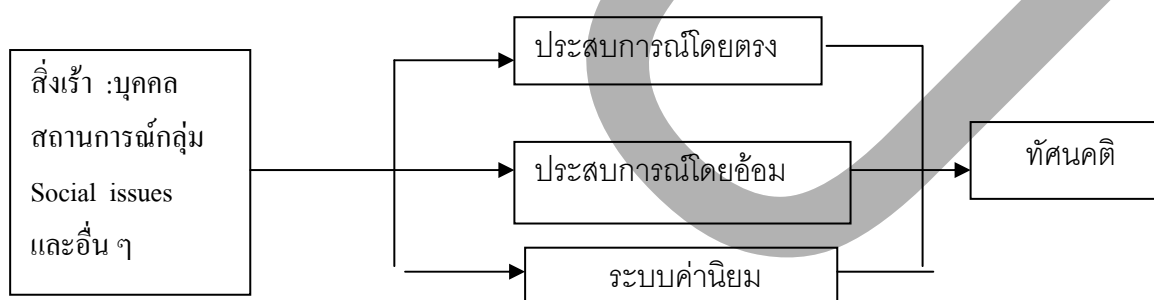 สิ่งเร้า :บุคคล
สถานการณ์กลุ่ม
Social issues
และอื่น ๆ
ประสบการณ์โดยตรง
ประสบการณ์โดยอ้อม
ระบบค่านิยม
ทัศนคติ